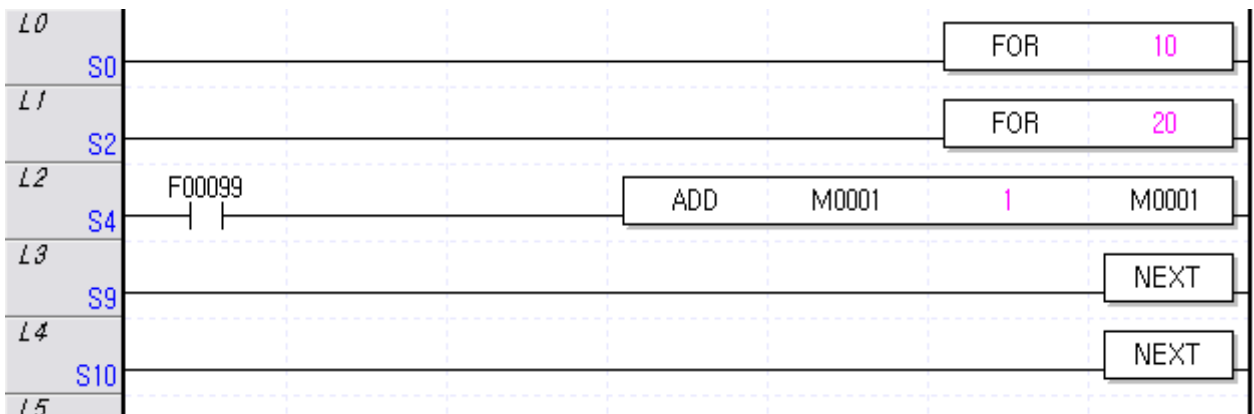 L0
S0 FOR 10
L1
S2 FOR 20
L2
F00099
S4 ADD M0001 1 M0001
L3
S9 NEXT
L4
S10 NEXT
L5